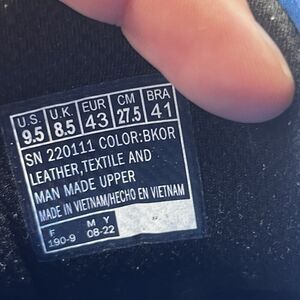 U.S. U.K. EUR CM BRA
9.5 8.5 43 27.5 41
SN 220111 COLOR:BKOR
LEATHER,TEXTILE AND
MAN MADE UPPER
MADE IN VIETNAM/HECHO EN VIETNAM
F M Y
190-9 08-22